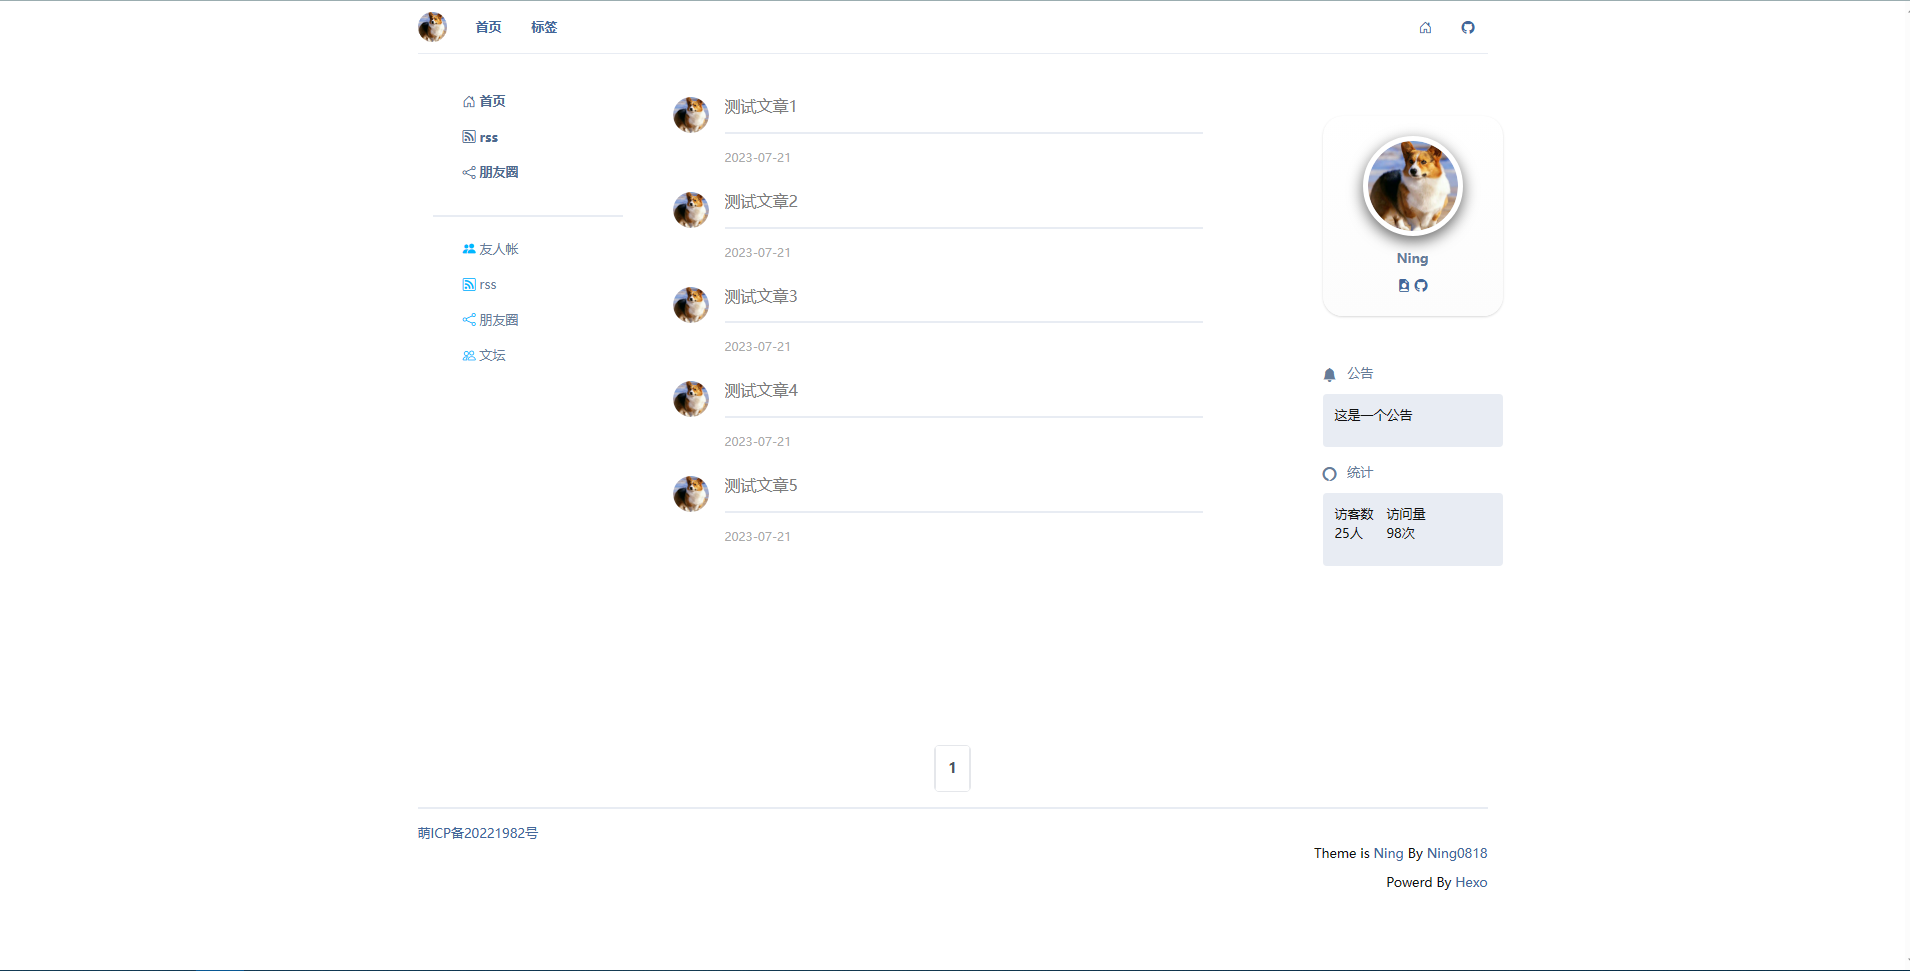 首页 标签
首页
rss
朋友圈
友人帐
rss
朋友圈
文坛
测试文章1
2023-07-21
测试文章2
2023-07-21
测试文章3
2023-07-21
测试文章4
2023-07-21
测试文章5
2023-07-21
Ning
公告
这是一个公告
统计
访客数 访问量
25人 98次
1
萌ICP备20221982号
Theme is Ning By Ning0818
Powerd By Hexo